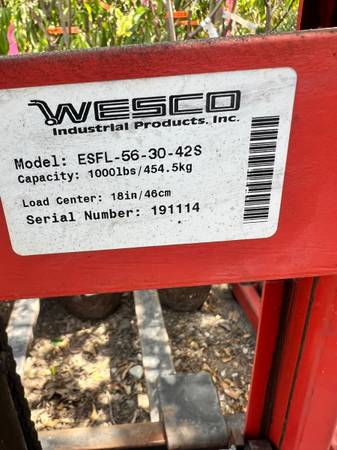 WESCO
Industrial Products, Inc.
Model: ESFL-56-30-42S
Capacity: 1000lbs/454.5kg
Load Center: 18in/46cm
Serial Number: 191114